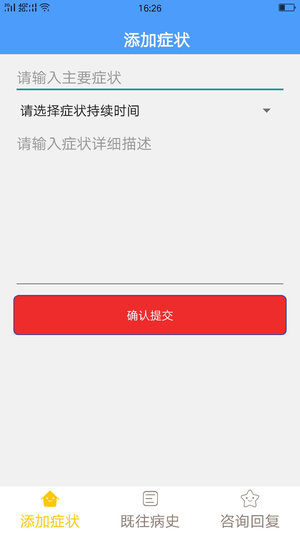 16:26
添加症状
请输入主要症状
请选择症状持续时间
请输入症状详细描述
确认提交
添加症状
既往病史
咨询回复